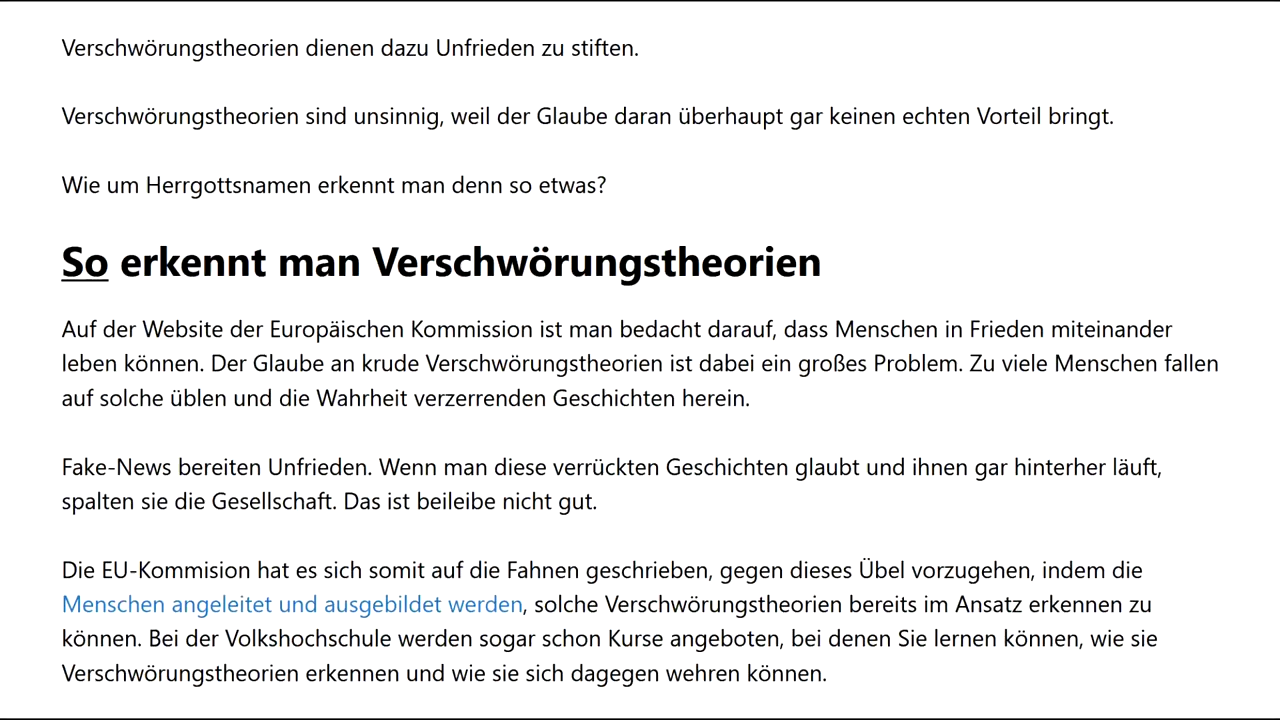 Verschwörungstheorien dienen dazu Unfrieden zu stiften.
Verschwörungstheorien sind unsinnig, weil der Glaube daran überhaupt gar keinen echten Vorteil bringt.
Wie um Herrgottsnamen erkennt man denn so etwas?
So erkennt man Verschwörungstheorien
Auf der Website der Europäischen Kommission ist man bedacht darauf, dass Menschen in Frieden miteinander
leben können. Der Glaube an krude Verschwörungstheorien ist dabei ein großes Problem. Zu viele Menschen fallen
auf solche üblen und die Wahrheit verzerrenden Geschichten herein.
Fake-News bereiten Unfrieden. Wenn man diese verrückten Geschichten glaubt und ihnen gar hinterher läuft,
spalten sie die Gesellschaft. Das ist beileibe nicht gut.
Die EU-Kommision hat es sich somit auf die Fahnen geschrieben, gegen dieses Übel vorzugehen, indem die
Menschen angeleitet und ausgebildet werden, solche Verschwörungstheorien bereits im Ansatz erkennen zu
können. Bei der Volkshochschule werden sogar schon Kurse angeboten, bei denen Sie lernen können, wie sie
Verschwörungstheorien erkennen und wie sie sich dagegen wehren können.